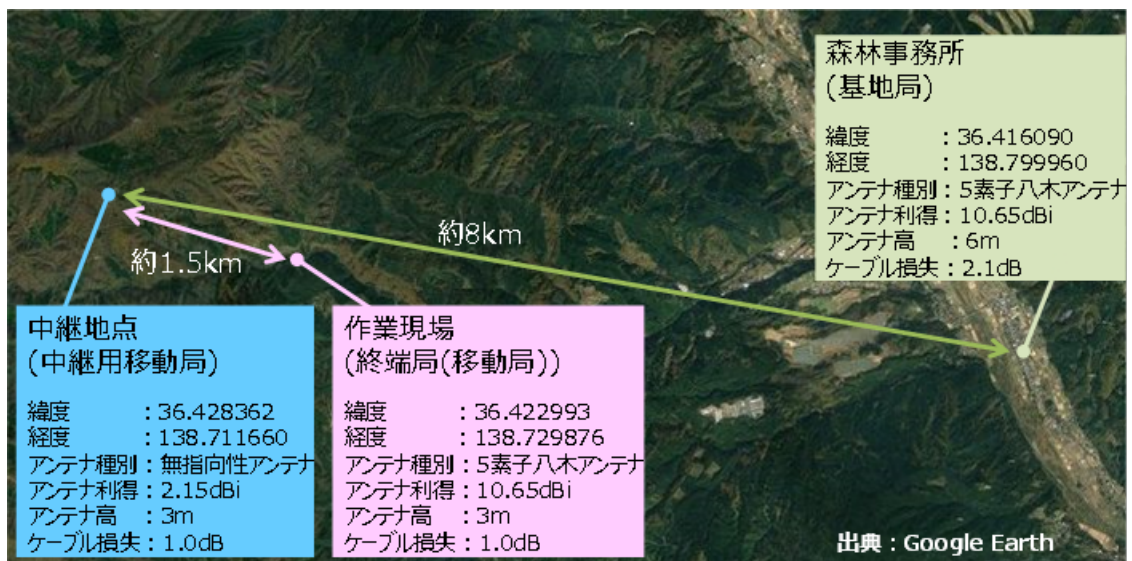 森林事務所
(基地局)
緯度 :36.416090
経度 :138.799960
アンテナ種別:5素子八木アンテナ
アンテナ利得:10.65dBi
アンテナ高 :6m
ケーブル損失:2.1dB
約8km
約1.5km
中継地点
(中継用移動局)
緯度 :36.428362
経度 :138.711660
アンテナ種別:無指向性アンテナ
アンテナ利得:2.15dBi
アンテナ高 :3m
ケーブル損失:1.0dB
作業現場
(終端局(移動局))
緯度 :36.422993
経度 :138.729876
アンテナ種別:5素子八木アンテナ
アンテナ利得:10.65dBi
アンテナ高 :3m
ケーブル損失:1.0dB
出典:Google Earth